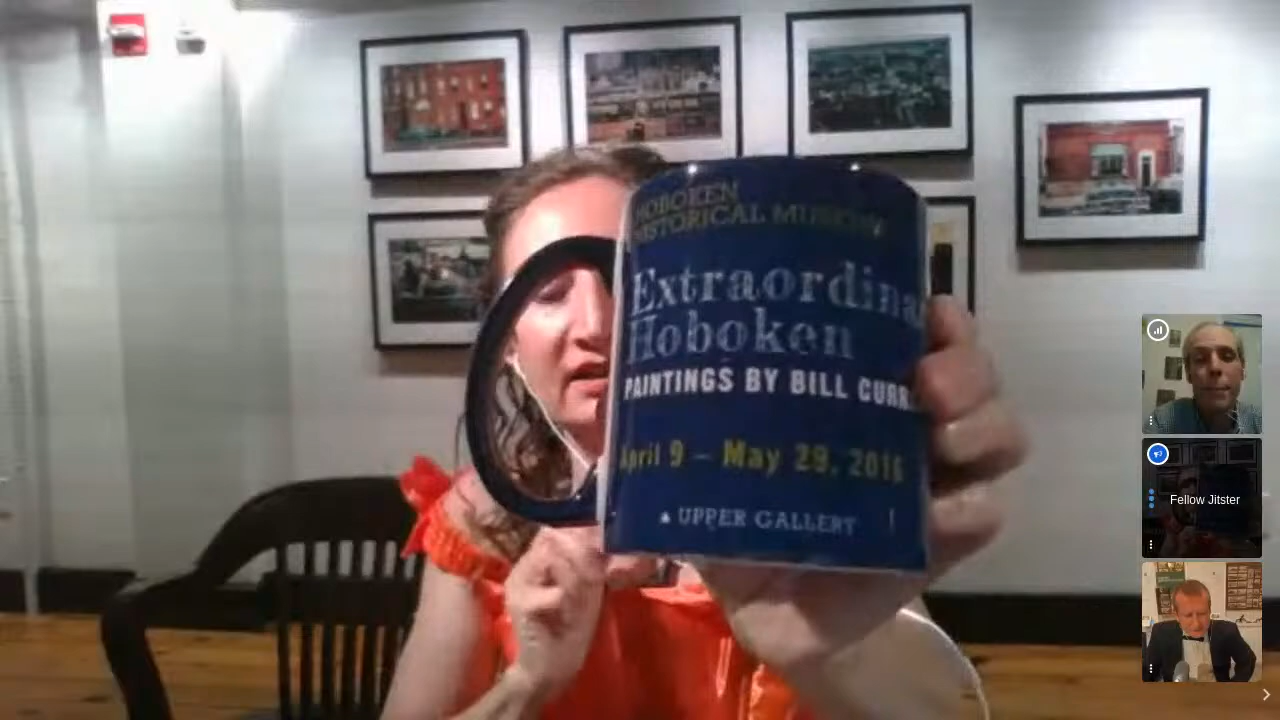 HOBOKEN
HISTORICAL MUSEUM
Extraordina
Hoboken
PAINTINGS BY BILL CURR
April 9 – May 29, 2016
UPPER GALLERY
Fellow Jitster